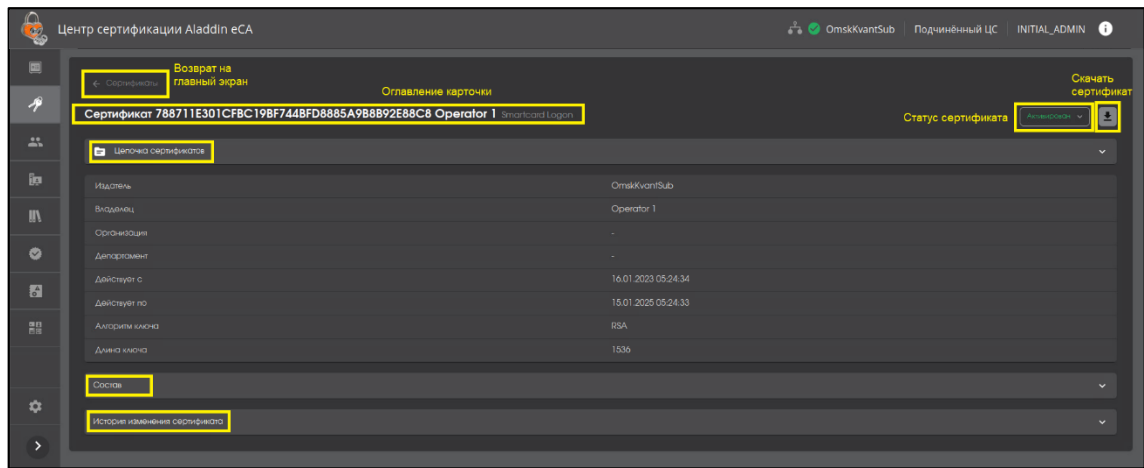 Центр сертификации Aladdin eCA
OmskKvantSub Подчинённый ЦС INITIAL_ADMIN
Возврат на
главный экран
← Сертификаты
Оглавление карточки
Скачать
сертификат
Сертификат 788711E301CFBC19BF744BFD8885A9B8B92E88C8 Operator 1 Smartcard Logon
Статус сертификата
Активирован
Цепочка сертификатов
Издатель OmskKvantSub
Владелец Operator 1
Организация -
Департамент -
Действует с 16.01.2023 05:24:34
Действует по 15.01.2025 05:24:33
Алгоритм ключа RSA
Длина ключа 1536
Состав
История изменения сертификата